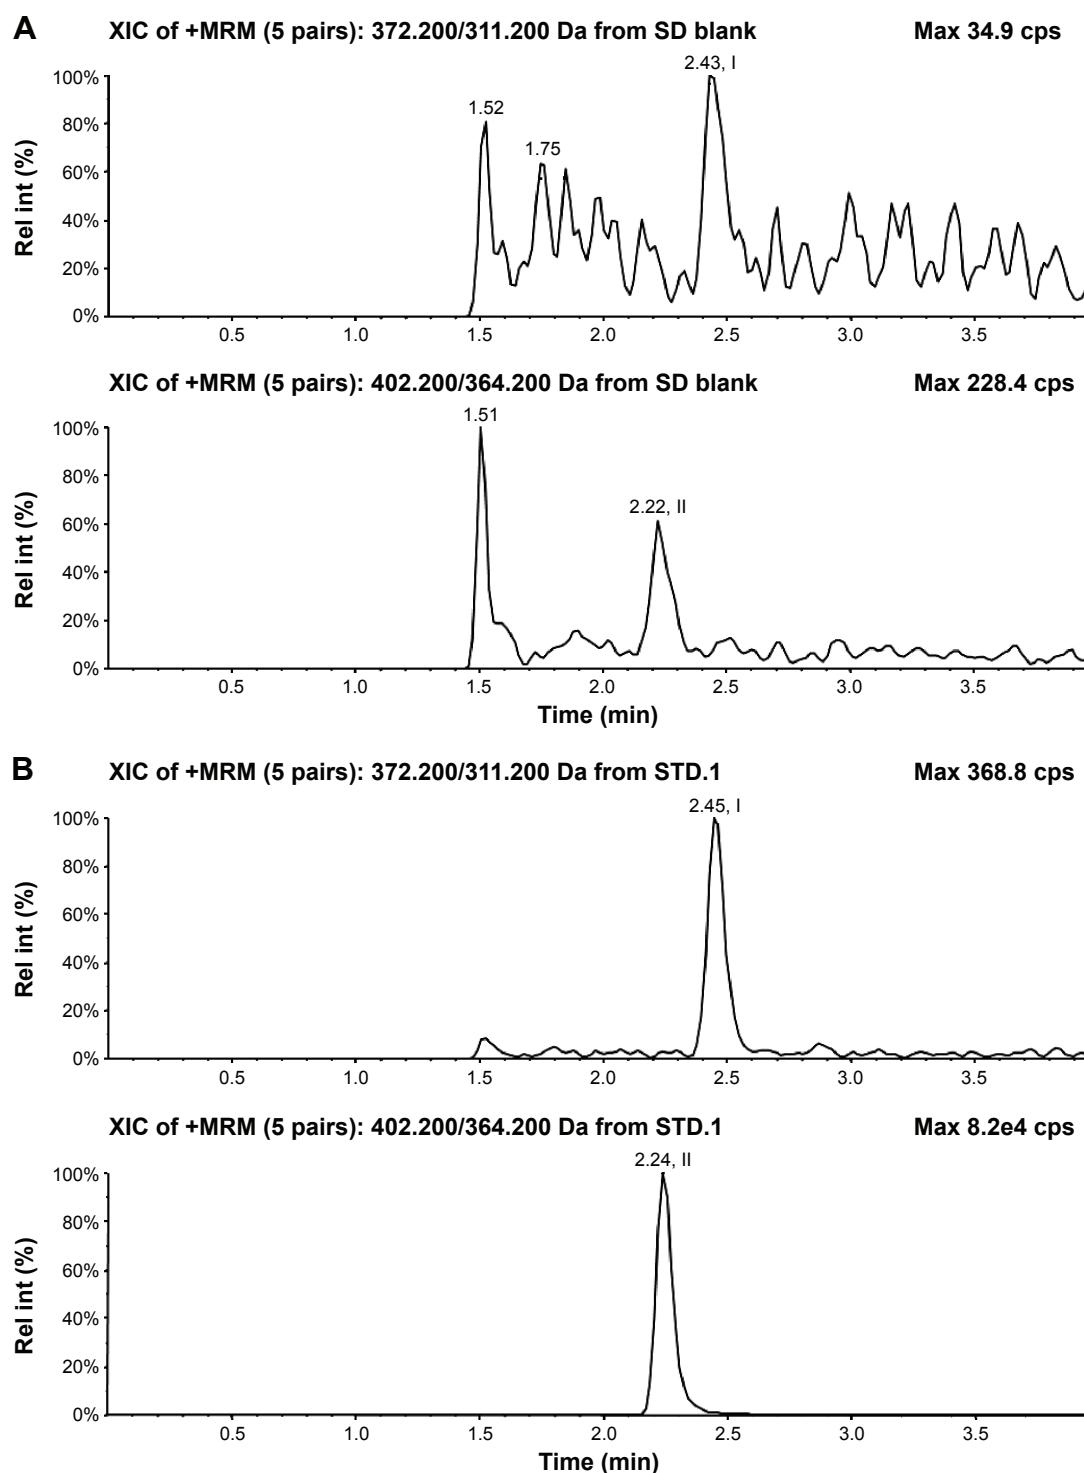 A
XIC of +MRM (5 pairs): 372.200/311.200 Da from SD blank Max 34.9 cps
2.43, I
100%
1.52
80%
1.75
60%
40%
20%
0%
Rel int (%)
0.5 1.0 1.5 2.0 2.5 3.0 3.5
XIC of +MRM (5 pairs): 402.200/364.200 Da from SD blank Max 228.4 cps
1.51
100%
80%
2.22, II
60%
40%
20%
0%
Rel int (%)
0.5 1.0 1.5 2.0 2.5 3.0 3.5
Time (min)
B
XIC of +MRM (5 pairs): 372.200/311.200 Da from STD.1 Max 368.8 cps
2.45, I
100%
80%
60%
40%
20%
0%
Rel int (%)
0.5 1.0 1.5 2.0 2.5 3.0 3.5
XIC of +MRM (5 pairs): 402.200/364.200 Da from STD.1 Max 8.2e4 cps
2.24, II
100%
80%
60%
40%
20%
0%
Rel int (%)
0.5 1.0 1.5 2.0 2.5 3.0 3.5
Time (min)